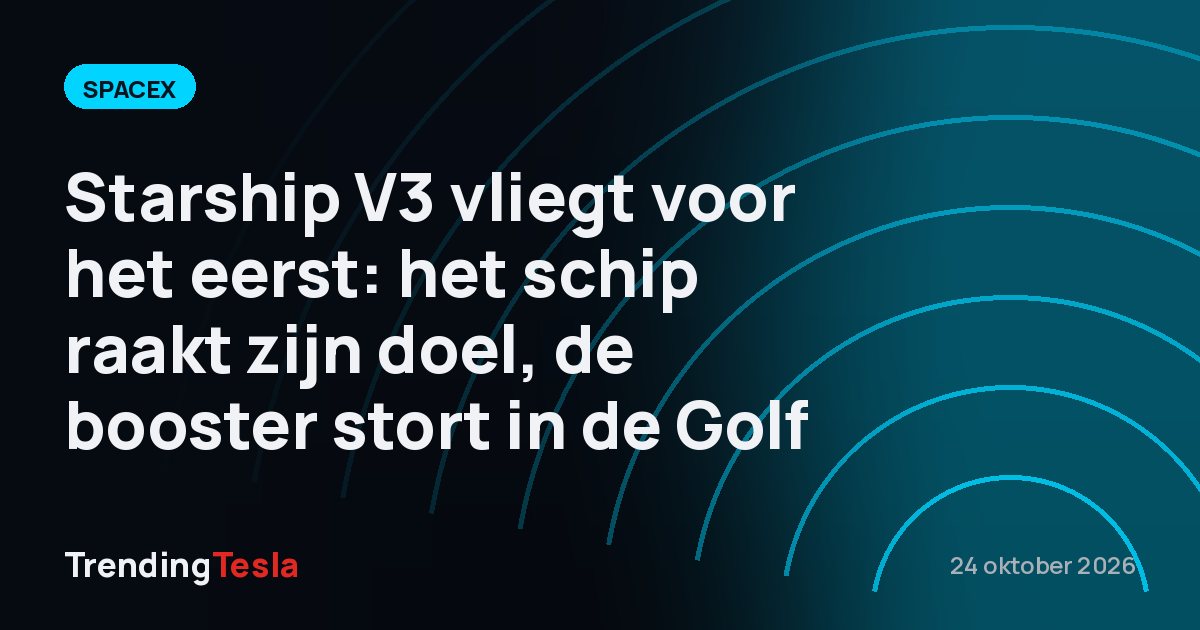 SPACEX
Starship V3 vliegt voor
het eerst: het schip
raakt zijn doel, de
booster stort in de Golf
TrendingTesla
24 oktober 2026